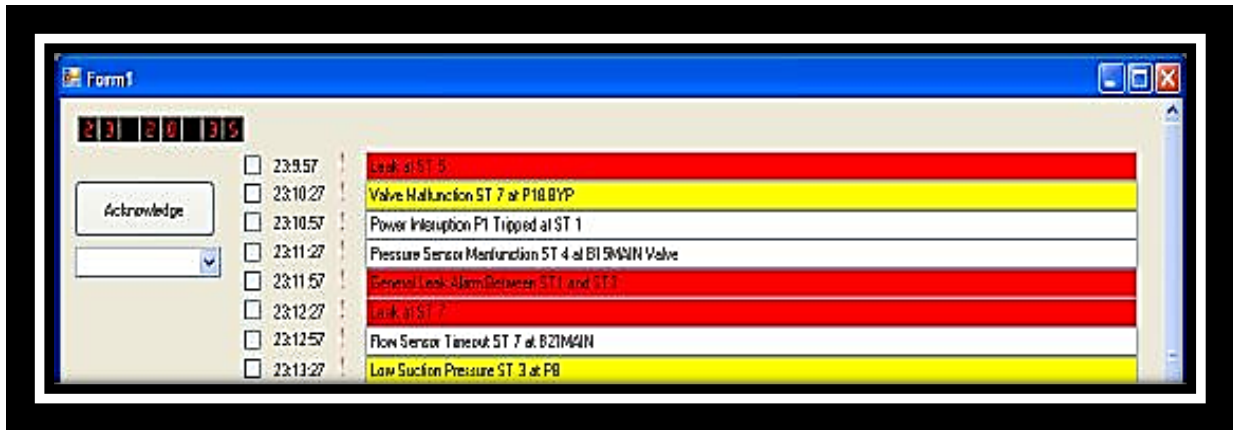 Form1
23 20 35
23:9:57 ! Leak at ST 5
Acknowledge
23:10:27 ! Valve Malfunction ST 7 at P18.BYP
23:10:57 ! Power Interuption P1 Tripped at ST 1
23:11:27 ! Pressure Sensor Manfunction ST 4 at B15MAIN Valve
23:11:57 ! General Leak Alarm Between ST1 and
23:12:27 ! Leak at ST 7
23:12:57 ! Flow Sensor Timeout ST 7 at B21MAIN
23:13:27 ! Low Suction Pressure ST 3 at P8